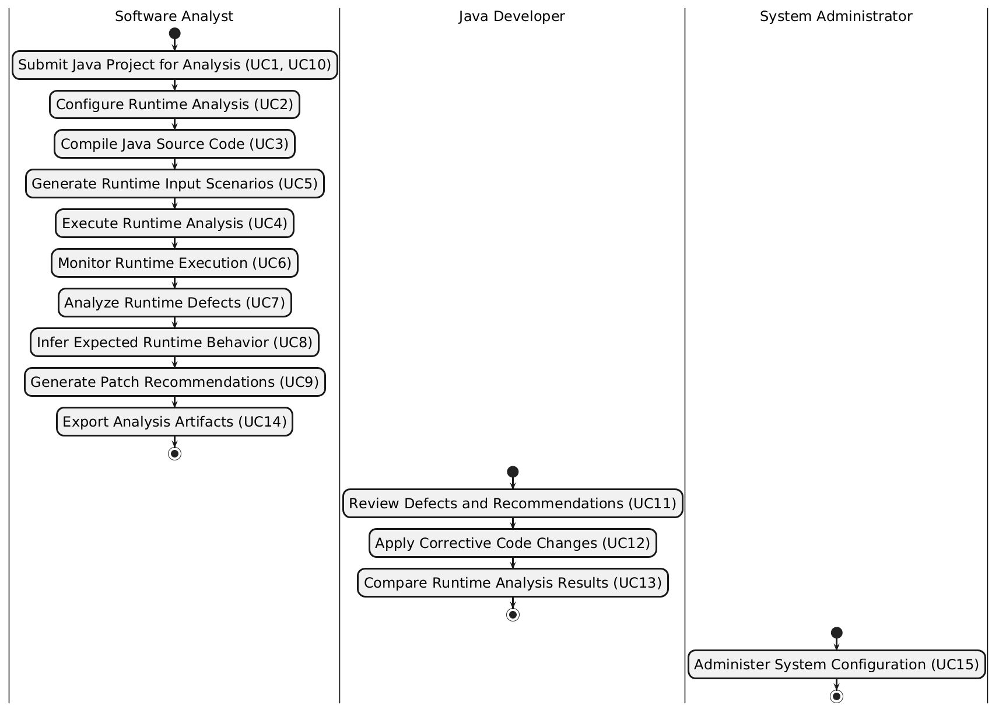 Software Analyst
Java Developer
System Administrator
Submit Java Project for Analysis (UC1, UC10)
Configure Runtime Analysis (UC2)
Compile Java Source Code (UC3)
Generate Runtime Input Scenarios (UC5)
Execute Runtime Analysis (UC4)
Monitor Runtime Execution (UC6)
Analyze Runtime Defects (UC7)
Infer Expected Runtime Behavior (UC8)
Generate Patch Recommendations (UC9)
Export Analysis Artifacts (UC14)
Review Defects and Recommendations (UC11)
Apply Corrective Code Changes (UC12)
Compare Runtime Analysis Results (UC13)
Administer System Configuration (UC15)